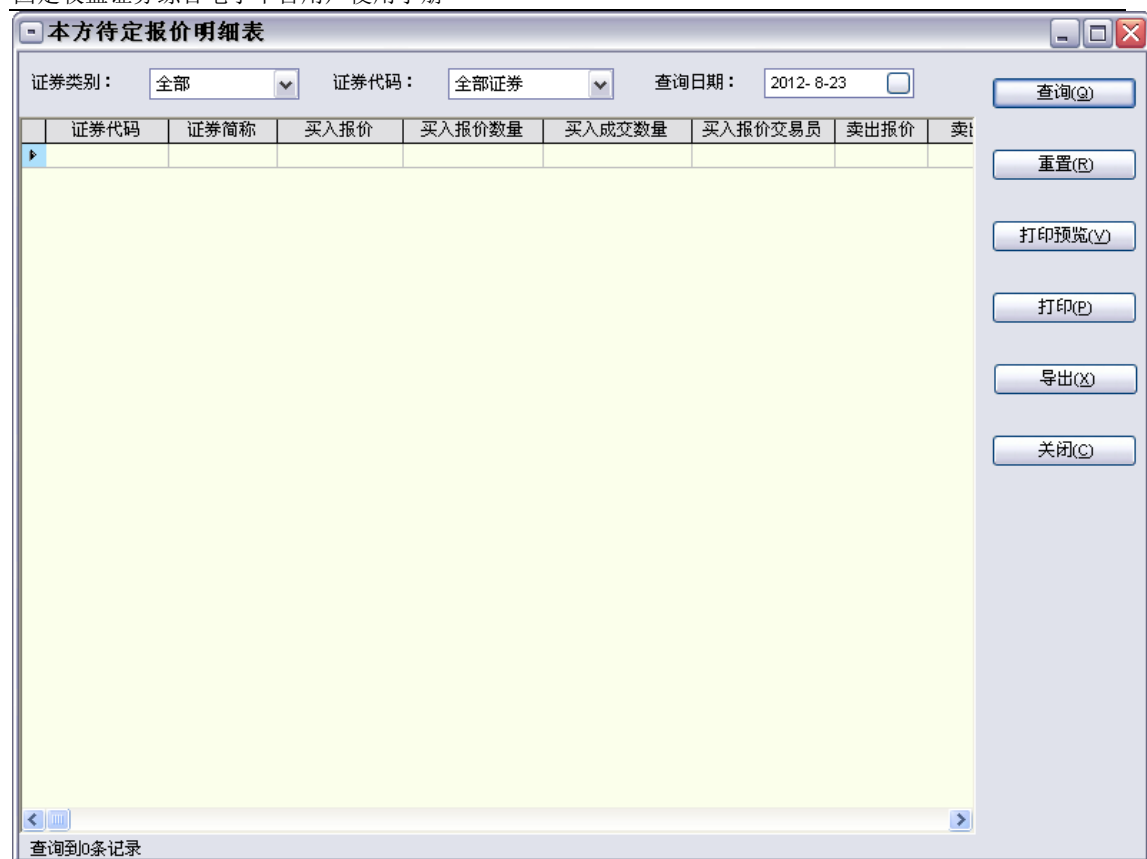 本方待定报价明细表
证券类别： 全部 证券代码： 全部证券 查询日期： 2012- 8-23
查询(Q)
证券代码 证券简称 买入报价 买入报价数量 买入成交数量 买入报价交易员 卖出报价
重置(R)
打印预览(V)
打印(P)
导出(X)
关闭(C)
查询到0条记录